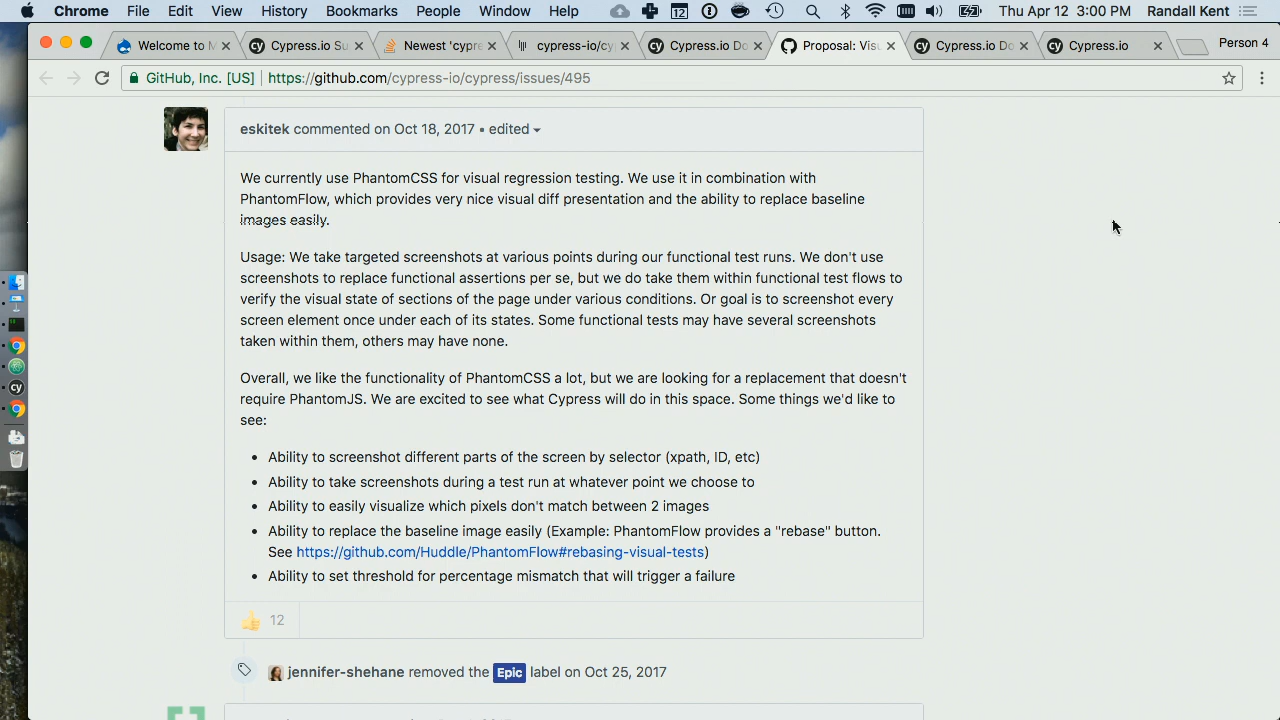 Chrome File Edit View History Bookmarks People Window Help 12 Thu Apr 12 3:00 PM Randall Kent
Welcome to M Cypress.io Su Newest 'cypre cypress-io/cy Cypress.io Do Proposal: Visu Cypress.io Do Cypress.io Person 4
GitHub, Inc. [US] https://github.com/cypress-io/cypress/issues/495
eskitek commented on Oct 18, 2017 • edited
We currently use PhantomCSS for visual regression testing. We use it in combination with
PhantomFlow, which provides very nice visual diff presentation and the ability to replace baseline
images easily.
Usage: We take targeted screenshots at various points during our functional test runs. We don't use
screenshots to replace functional assertions per se, but we do take them within functional test flows to
verify the visual state of sections of the page under various conditions. Or goal is to screenshot every
screen element once under each of its states. Some functional tests may have several screenshots
taken within them, others may have none.
Overall, we like the functionality of PhantomCSS a lot, but we are looking for a replacement that doesn't
require PhantomJS. We are excited to see what Cypress will do in this space. Some things we'd like to
see:
• Ability to screenshot different parts of the screen by selector (xpath, ID, etc)
• Ability to take screenshots during a test run at whatever point we choose to
• Ability to easily visualize which pixels don't match between 2 images
• Ability to replace the baseline image easily (Example: PhantomFlow provides a "rebase" button.
See https://github.com/Huddle/PhantomFlow#rebasing-visual-tests)
• Ability to set threshold for percentage mismatch that will trigger a failure
12
jennifer-shehane removed the Epic label on Oct 25, 2017